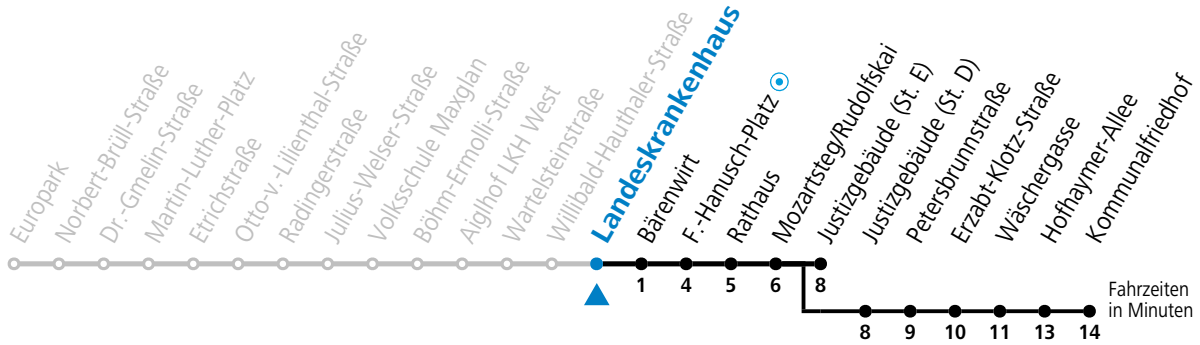 Europark
Norbert-Brüll-Straße
Dr.-Gmelin-Straße
Martin-Luther-Platz
Etrichstraße
Otto-v.-Lilienthal-Straße
Radingerstraße
Julius-Welser-Straße
Volksschule Maxglan
Böhm-Ermolli-Straße
Aiglhof LKH West
Wartelsteinstraße
Willibald-Hauthaler-Straße
Landeskrankenhaus
Bärenwirt
F.-Hanusch-Platz
Rathaus
Mozartsteg/Rudolfskai
Justizgebäude (St. E)
Justizgebäude (St. D)
Petersbrunnstraße
Erzabt-Klotz-Straße
Wäschergasse
Hofhaymer-Allee
Kommunalfriedhof
1 4 5 6 8
Fahrzeiten
in Minuten
8 9 10 11 13 14